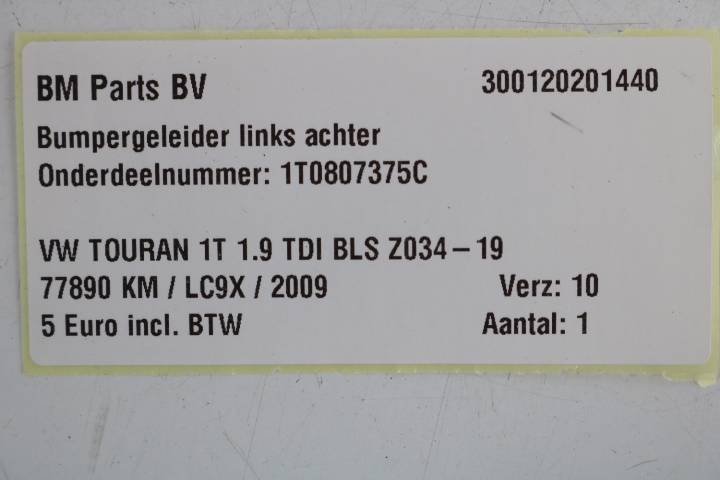 BM Parts BV 300120201440
Bumpergeleider links achter
Onderdeelnummer: 1T0807375C
VW TOURAN 1T 1.9 TDI BLS Z034-19
77890 KM / LC9X / 2009 Verz: 10
5 Euro incl. BTW Aantal: 1